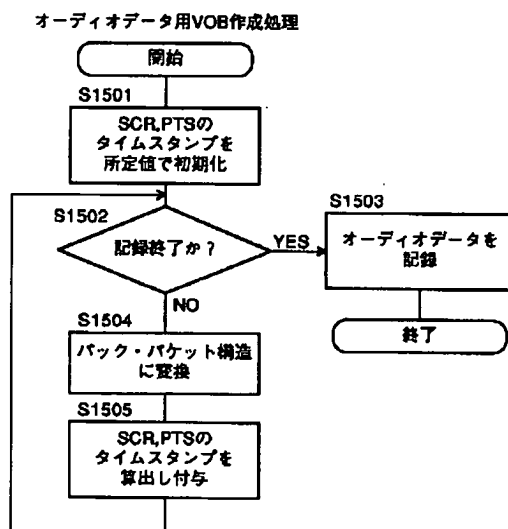 オーディオデータ用VOB作成処理
開始
S1501
SCR,PTSの
タイムスタンプを
所定値で初期化
S1502
記録終了か?
YES
S1503
オーディオデータを
記録
終了
NO
S1504
パック・パケット構造
に変換
S1505
SCR,PTSの
タイムスタンプを
算出し付与